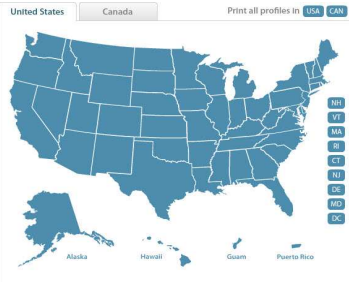 United States Canada Print all profiles in USA CAN
NH
VT
MA
RI
CT
NJ
DE
MD
DC
Alaska Hawaii Guam Puerto Rico